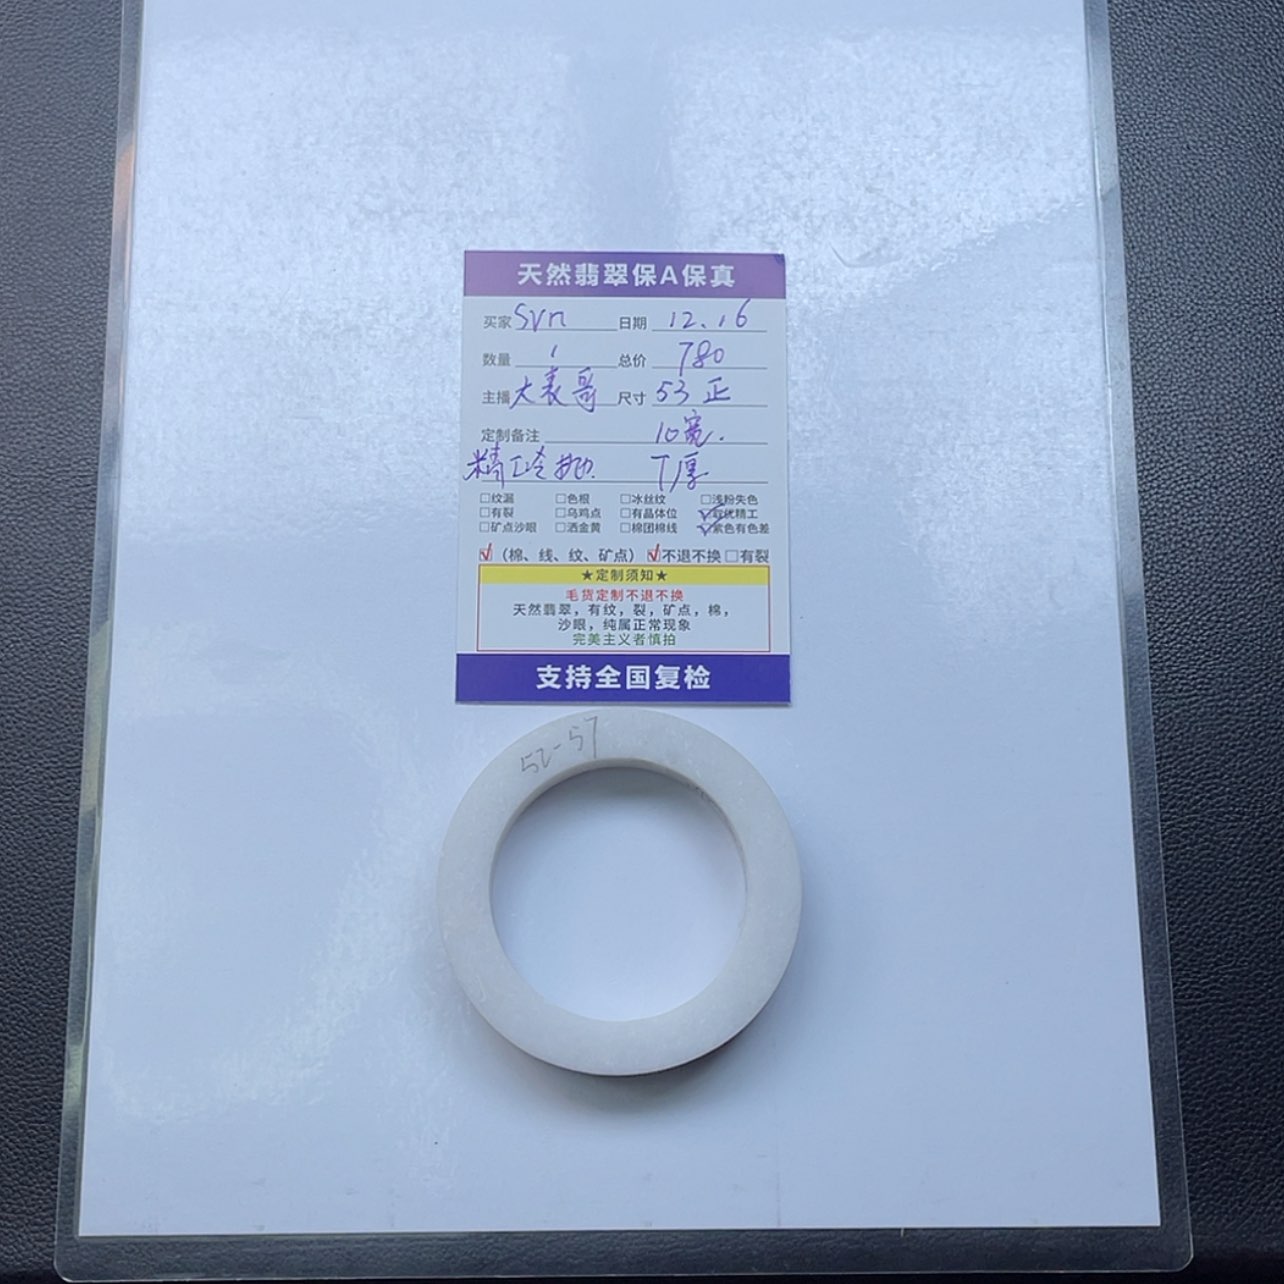 天然翡翠保A保真
买家 svn 日期 12.16
数量 1 总价 780
主播 大表哥 尺寸 53正
定制备注 10宽.
精工冷抛 T厚
□纹漏 □色根 □冰丝纹 □浅粉失色
□有裂 □乌鸡点 □有晶体位 取优精工
□矿点沙眼 □洒金黄 □棉团棉线 紫色有色差
☑（棉、线、纹、矿点）☑不退不换□有裂
★定制须知★
毛货定制不退不换
天然翡翠，有纹，裂，矿点，棉，
沙眼，纯属正常现象
完美主义者慎拍
支持全国复检
52-57